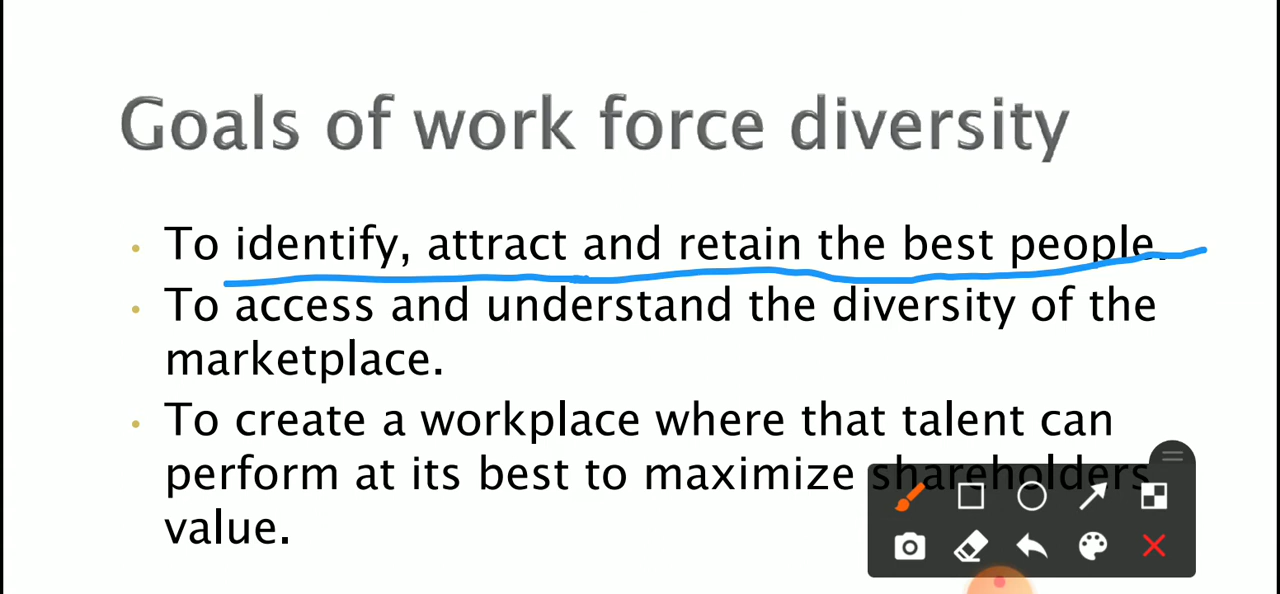 Goals of work force diversity
• To identify, attract and retain the best people.
• To access and understand the diversity of the
marketplace.
• To create a workplace where that talent can
perform at its best to maximize shareholders
value.